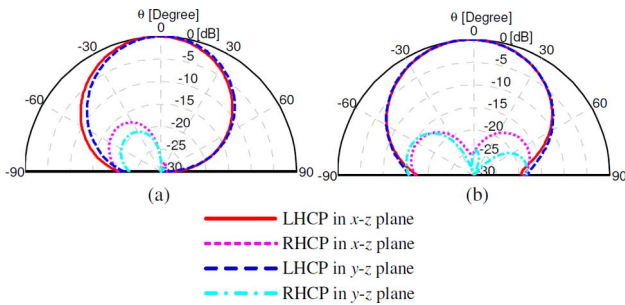 θ [Degree]
0
0 [dB]
-30
30
-5
-10
-60
-15
60
-20
-25
-90
-30
90
(a)
θ [Degree]
0
0 [dB]
-30
30
-5
-10
-60
-15
60
-20
-25
-90
-30
90
(b)
LHCP in x-z plane
RHCP in x-z plane
LHCP in y-z plane
RHCP in y-z plane